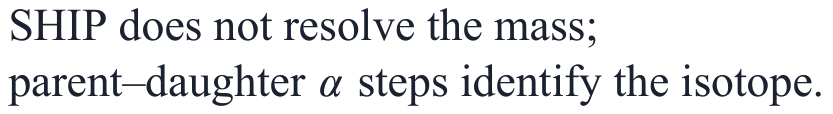 SHIP does not resolve the mass;
parent–daughter α steps identify the isotope.